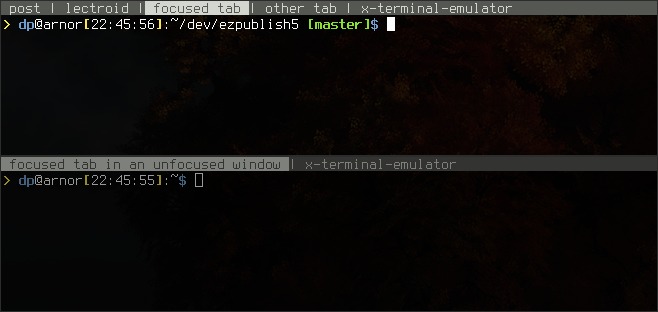 post | lectroid | focused tab | other tab | x-terminal-emulator
❯ dp@arnor[22:45:56]:~/dev/ezpublish5 [master]$
focused tab in an unfocused window | x-terminal-emulator
❯ dp@arnor[22:45:55]:~$